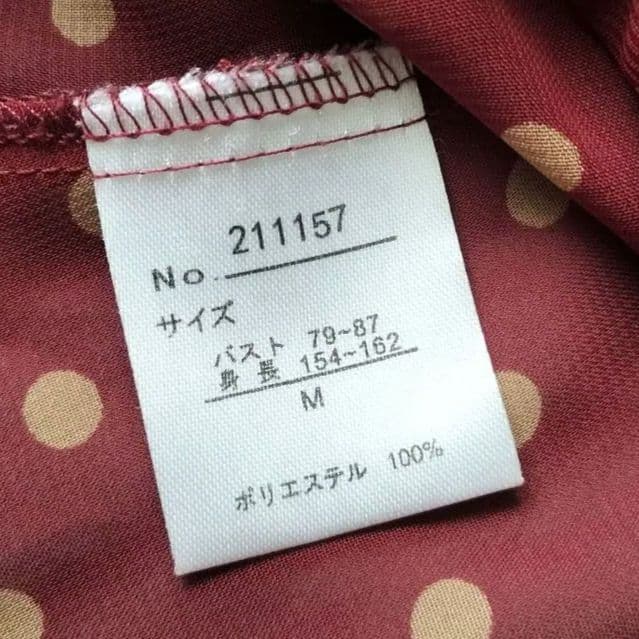 No. 211157
サイズ
バスト 79~87
身長 154~162
M
ポリエステル 100%